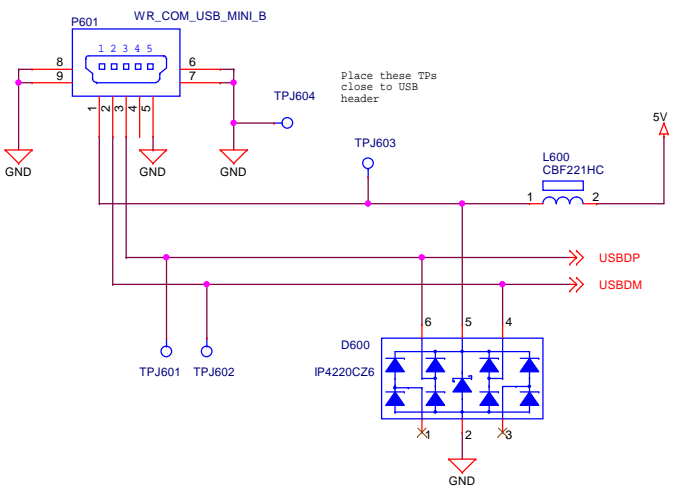 WR_COM_USB_MINI_B
P601
1 2 3 4 5
8
9
6
7
1
2
3
4
5
Place these TPs
close to USB
header
TPJ604
TPJ603
5V
L600
CBF221HC
1
2
GND
GND
GND
USBDP
USBDM
6
5
4
D600
IP4220CZ6
TPJ601
TPJ602
1
2
3
GND